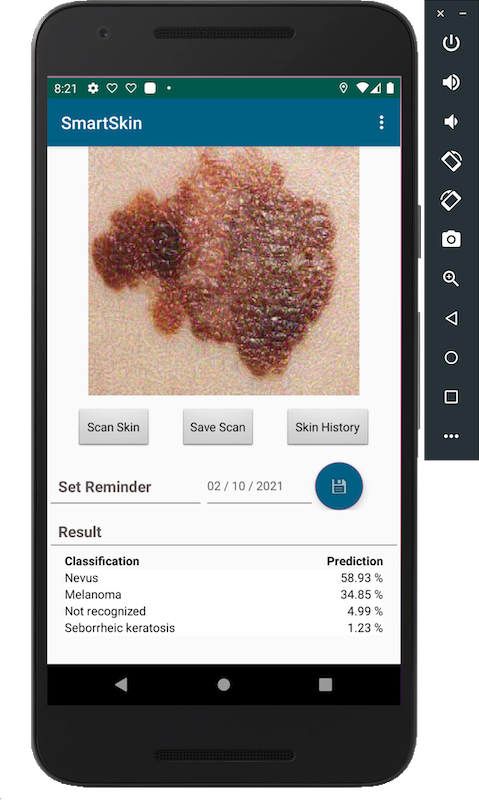 8:21
SmartSkin
Scan Skin Save Scan Skin History
Set Reminder 02 / 10 / 2021
Result
Classification Prediction
Nevus 58.93 %
Melanoma 34.85 %
Not recognized 4.99 %
Seborrheic keratosis 1.23 %